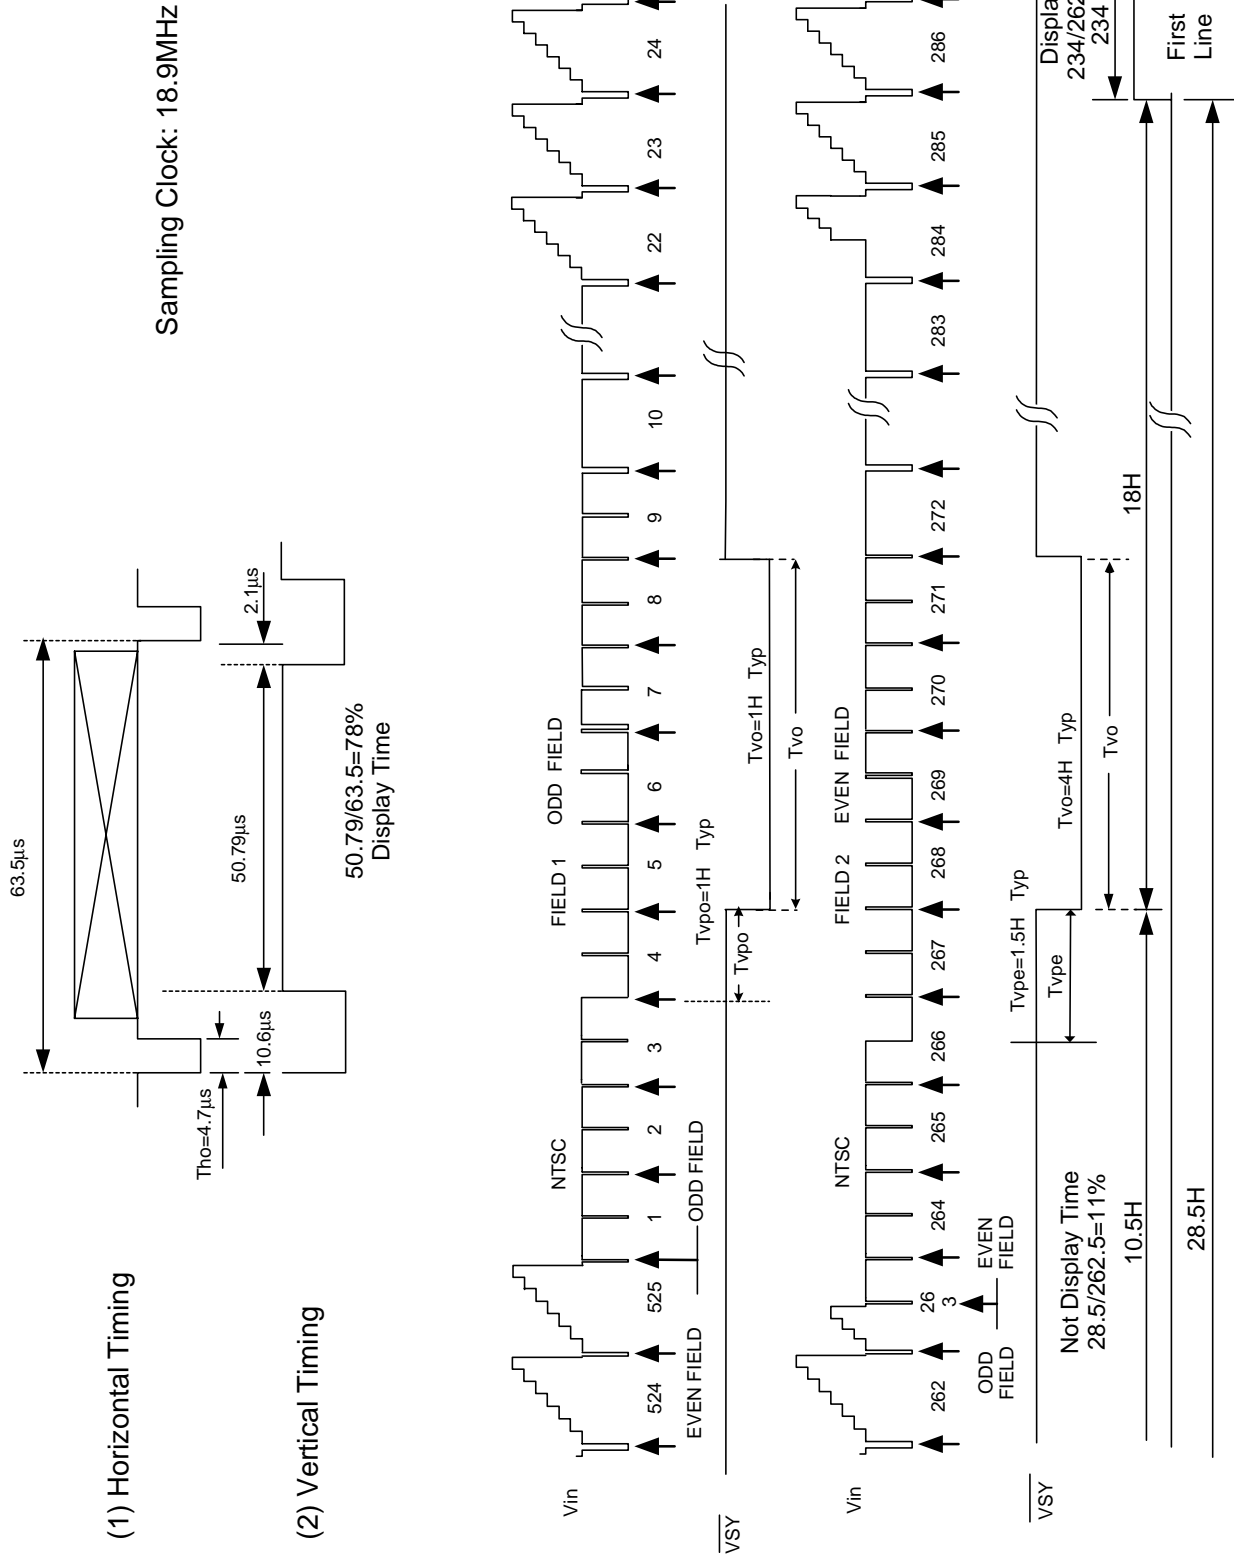 (1) Horizontal Timing
Sampling Clock: 18.9MHz
63.5µs
Tho=4.7µs
10.6µs
50.79µs
2.1µs
50.79/63.5=78%
Display Time
(2) Vertical Timing
NTSC
FIELD 1
ODD FIELD
Vin
524
525
1
2
3
4
5
6
7
8
9
10
22
23
24
EVEN FIELD
ODD FIELD
Tvpo=1H Typ
Tvpo
Tvo=1H Typ
Tvo
VSY
NTSC
FIELD 2
EVEN FIELD
Vin
262
26
3
264
265
266
267
268
269
270
271
272
283
284
285
286
ODD
FIELD
EVEN
FIELD
Tvpe=1.5H Typ
Tvpe
Tvo=4H Typ
Tvo
VSY
Not Display Time
28.5/262.5=11%
10.5H
18H
28.5H
Displa
234/262
234
First
Line